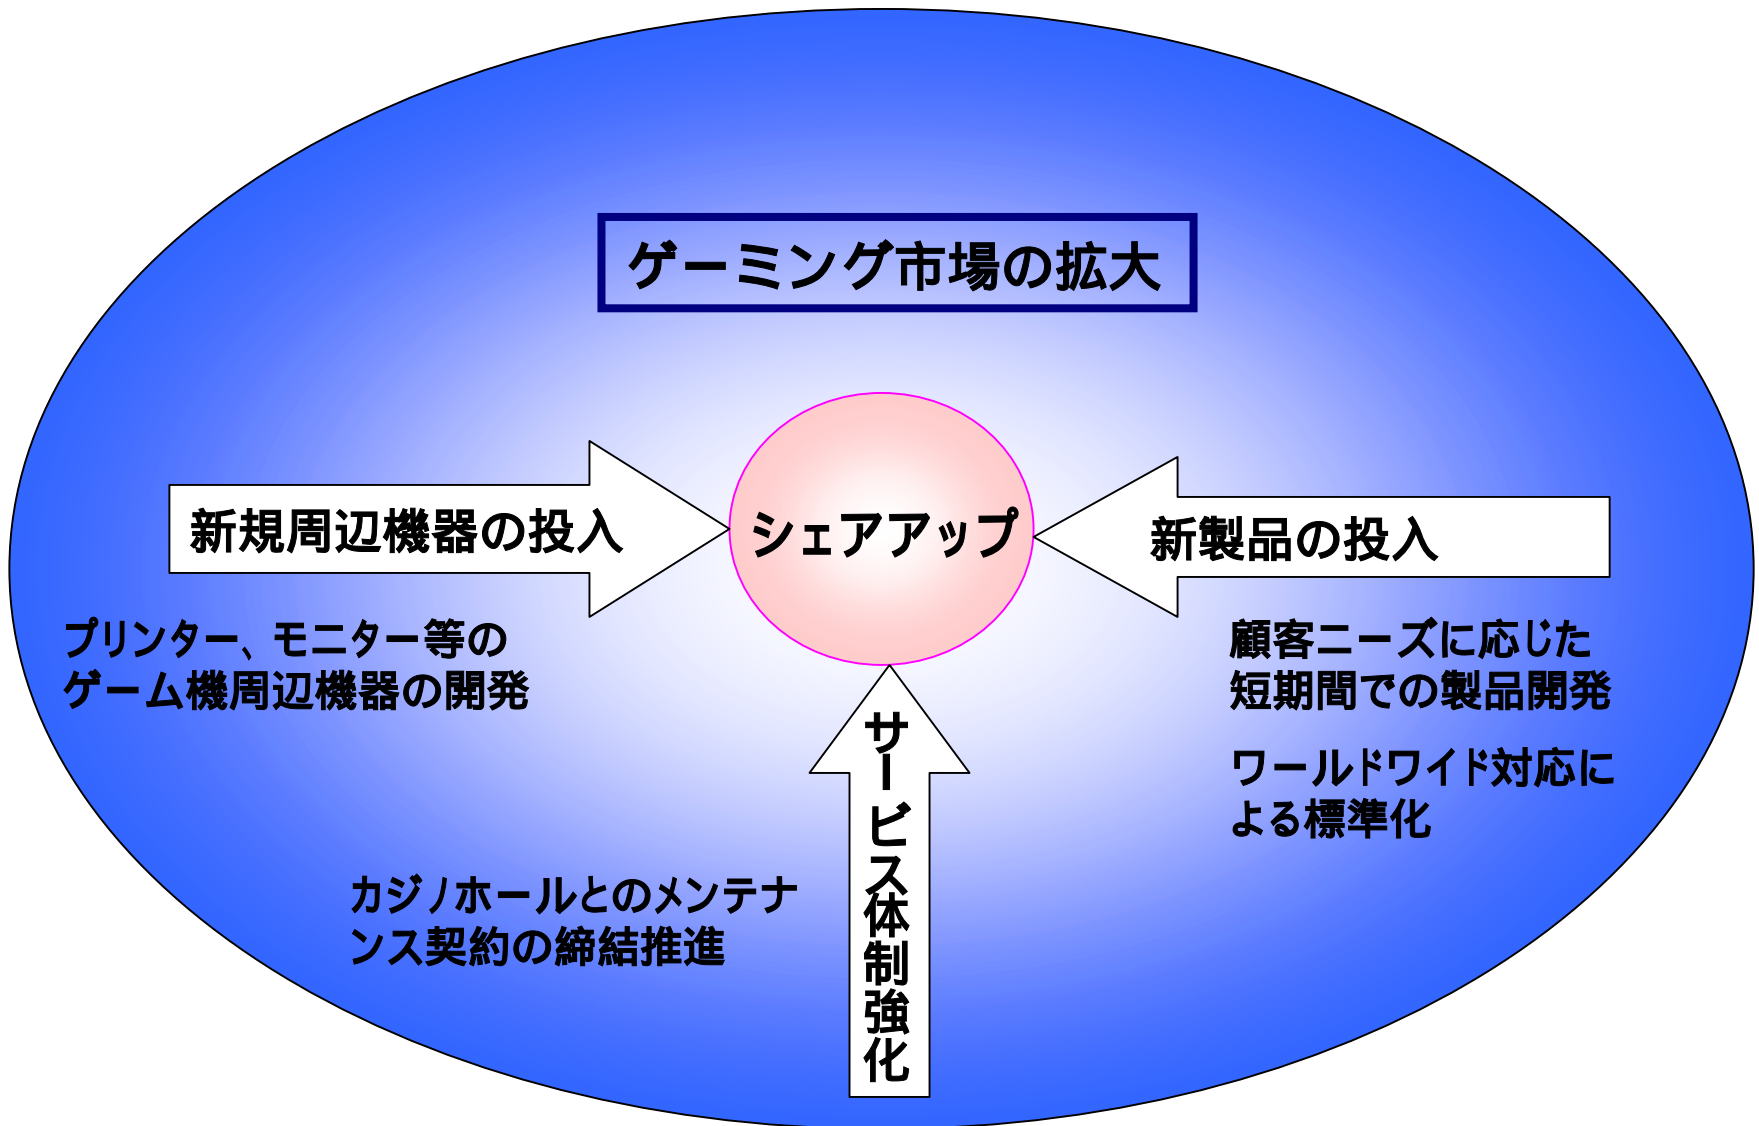 ゲーミング市場の拡大
新規周辺機器の投入
シェアアップ
新製品の投入
プリンター、モニター等の
ゲーム機周辺機器の開発
顧客ニーズに応じた
短期間での製品開発
ワールドワイド対応に
よる標準化
サービス体制強化
カジノホールとのメンテナ
ンス契約の締結推進